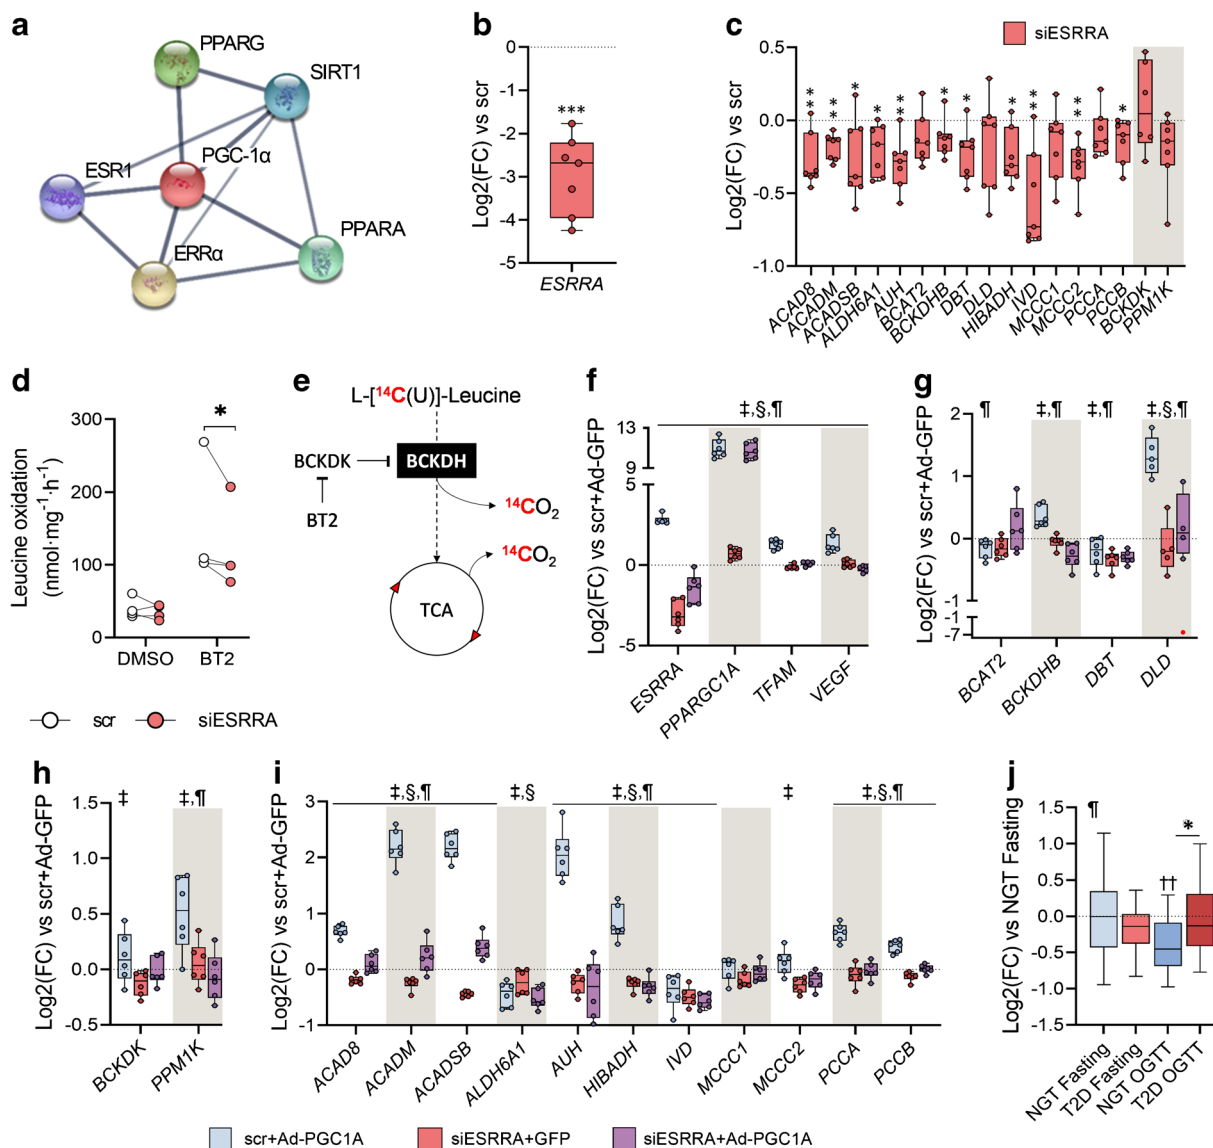 a
PPARG
SIRT1
PGC-1α
ESR1
ERRα
PPARA
b
Log2(FC) vs scr
0
-1
-2
-3
-4
-5
***
ESRRA
c
siESRRA
Log2(FC) vs scr
0.5
0.0
-0.5
-1.0
** ** * * ** * * * ** ** *
ACAD8 ACADM ACADSB ALDH6A1 AUH BCAT2 BCKDHB DBT DLD HIBADH IVD MCCC1 MCCC2 PCCA PCCB BCKDK PPM1K
d
Leucine oxidation
(nmol·mg⁻¹·h⁻¹)
300
200
100
0
*
DMSO BT2
scr siESRRA
e
L-[¹⁴C(U)]-Leucine
BCKDK
BCKDH
BT2
¹⁴CO₂
¹⁴CO₂
TCA
f
Log2(FC) vs scr+Ad-GFP
‡,§,¶
13
9
5
0
-5
ESRRA PPARGC1A TFAM VEGF
g
Log2(FC) vs scr+Ad-GFP
¶ ‡,¶ ‡,¶ ‡,§,¶
2
1
0
-1
-1
-7
BCAT2 BCKDHB DBT DLD
h
Log2(FC) vs scr+Ad-GFP
‡ ‡,¶
1.5
1.0
0.5
0.0
-0.5
BCKDK PPM1K
i
Log2(FC) vs scr+Ad-GFP
‡,§,¶ ‡,§ ‡,§,¶ ‡ ‡,§,¶
3
2
1
0
-1
ACAD8 ACADM ACADSB ALDH6A1 AUH HIBADH IVD MCCC1 MCCC2 PCCA PCCB
j
Log2(FC) vs NGT Fasting
1.5
1.0
0.5
0.0
-0.5
-1.0
-1.5
¶ †† *
NGT Fasting
T2D Fasting
NGT OGTT
T2D OGTT
scr+Ad-PGC1A siESRRA+GFP siESRRA+Ad-PGC1A